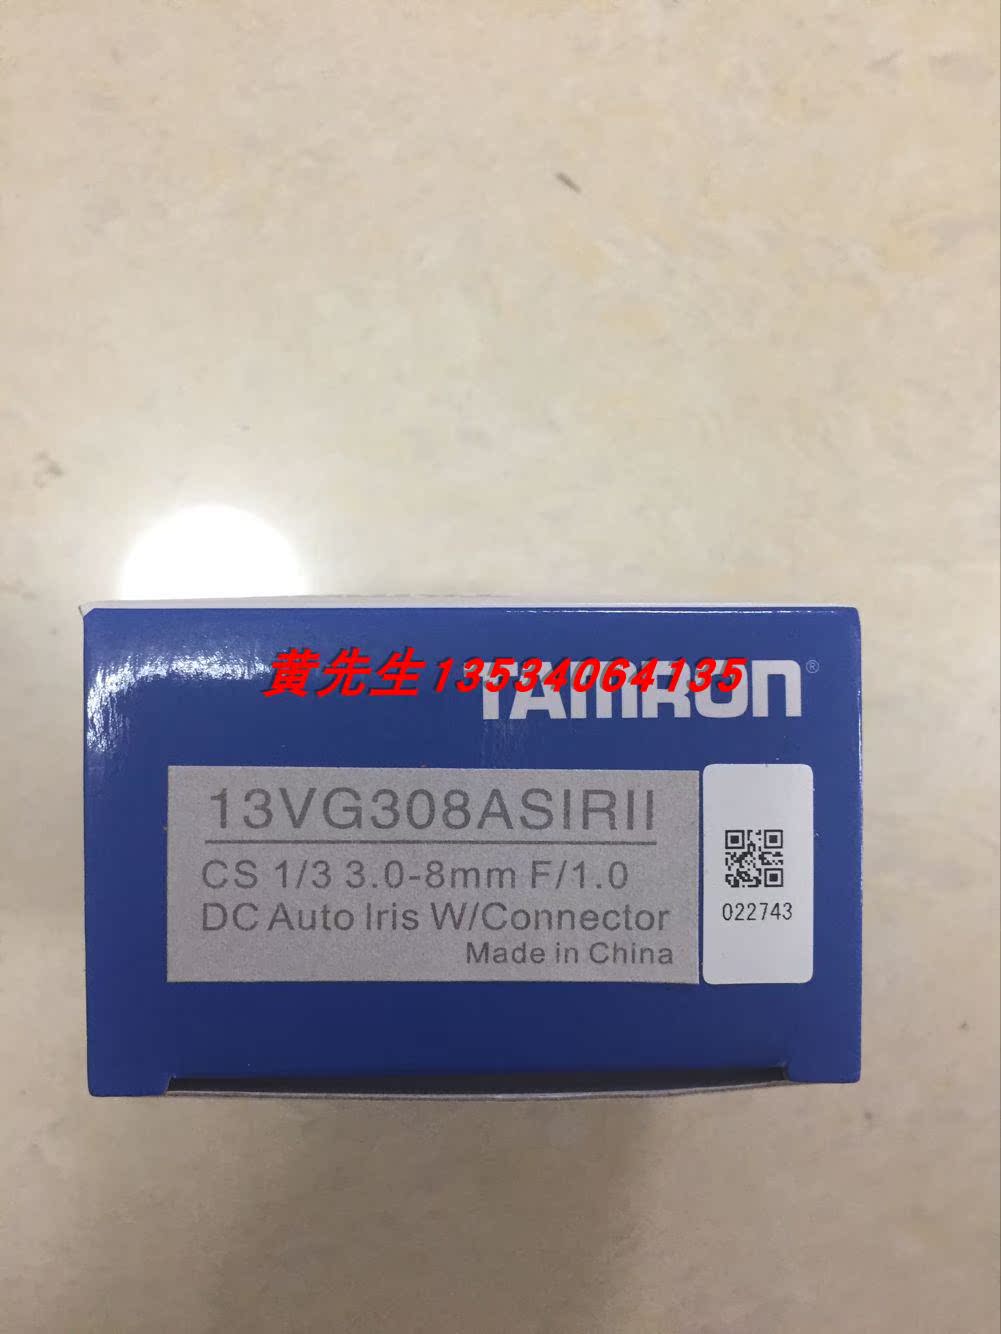 黄先生13534064135
TAMRON®
13VG308ASIRII
CS 1/3 3.0-8mm F/1.0
DC Auto Iris W/Connector
Made in China
022743